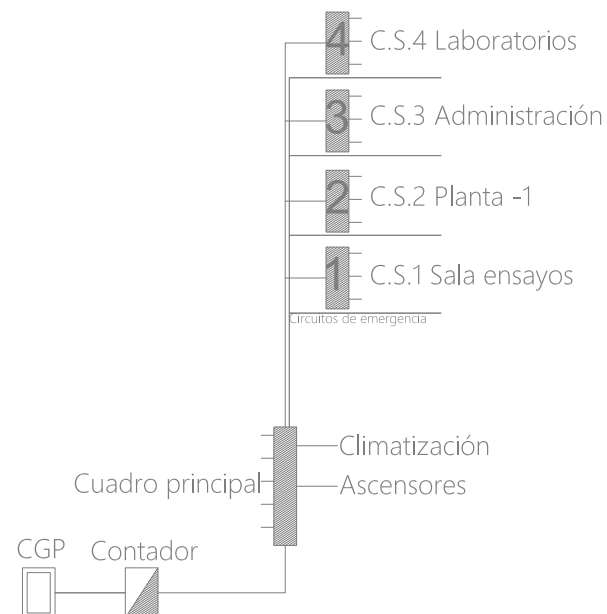 4 C.S.4 Laboratorios
3 C.S.3 Administración
2 C.S.2 Planta -1
1 C.S.1 Sala ensayos
Circuitos de emergencia
Climatización
Cuadro principal
Ascensores
CGP
Contador